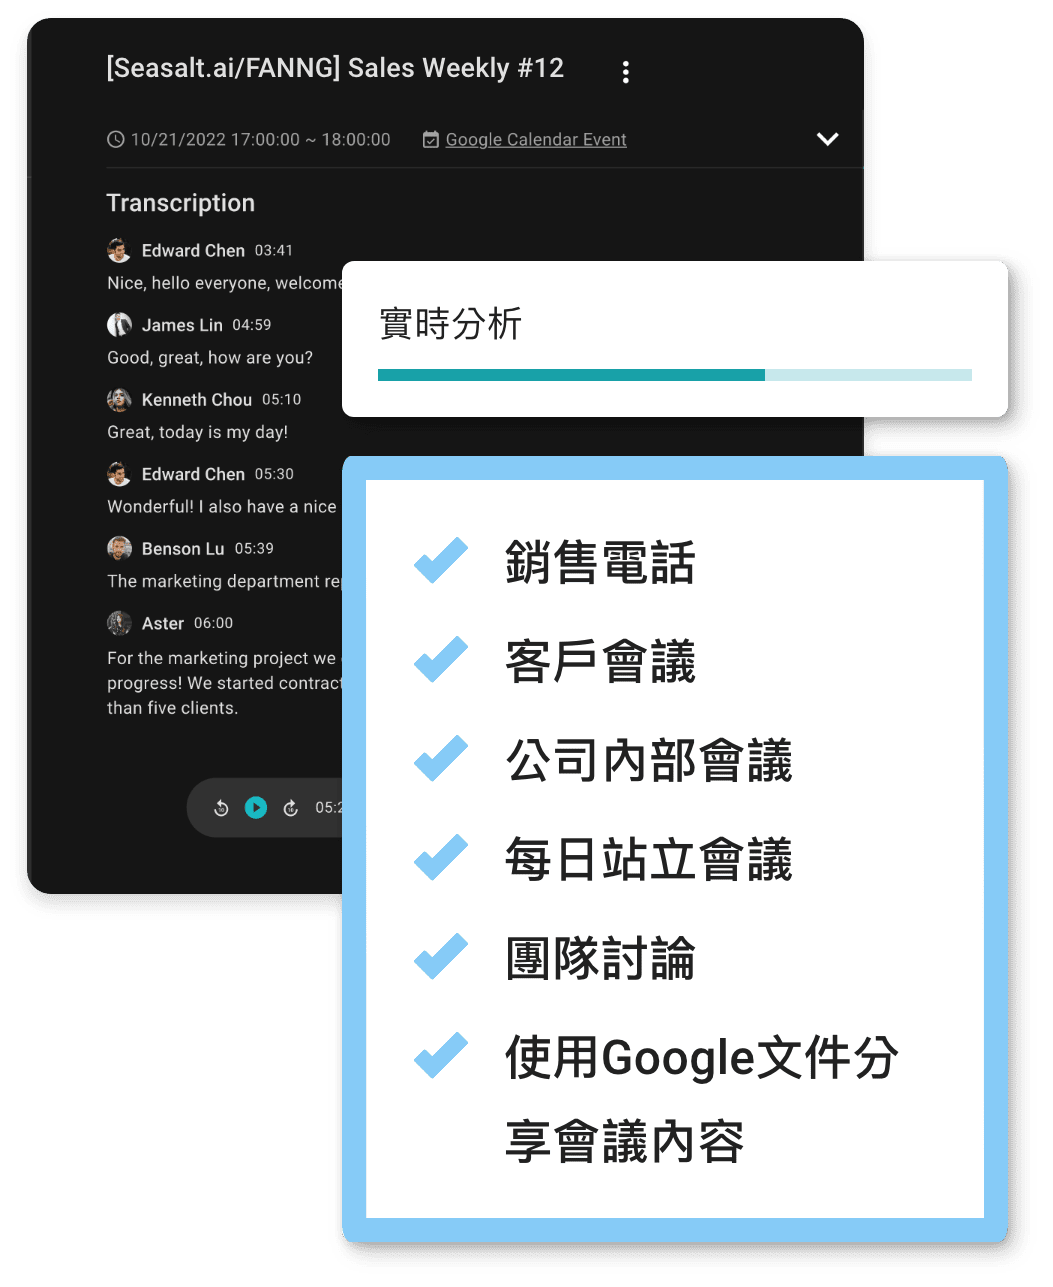 [Seasalt.ai/FANNG] Sales Weekly #12
10/21/2022 17:00:00 ~ 18:00:00 Google Calendar Event
Transcription
Edward Chen 03:41
Nice, hello everyone, welcome
James Lin 04:59
Good, great, how are you?
Kenneth Chou 05:10
Great, today is my day!
Edward Chen 05:30
Wonderful! I also have a nice
Benson Lu 05:39
The marketing department
Aster 06:00
For the marketing project we
progress! We started contract
than five clients.
實時分析
銷售電話
客戶會議
公司內部會議
每日站立會議
團隊討論
使用Google文件分
享會議內容